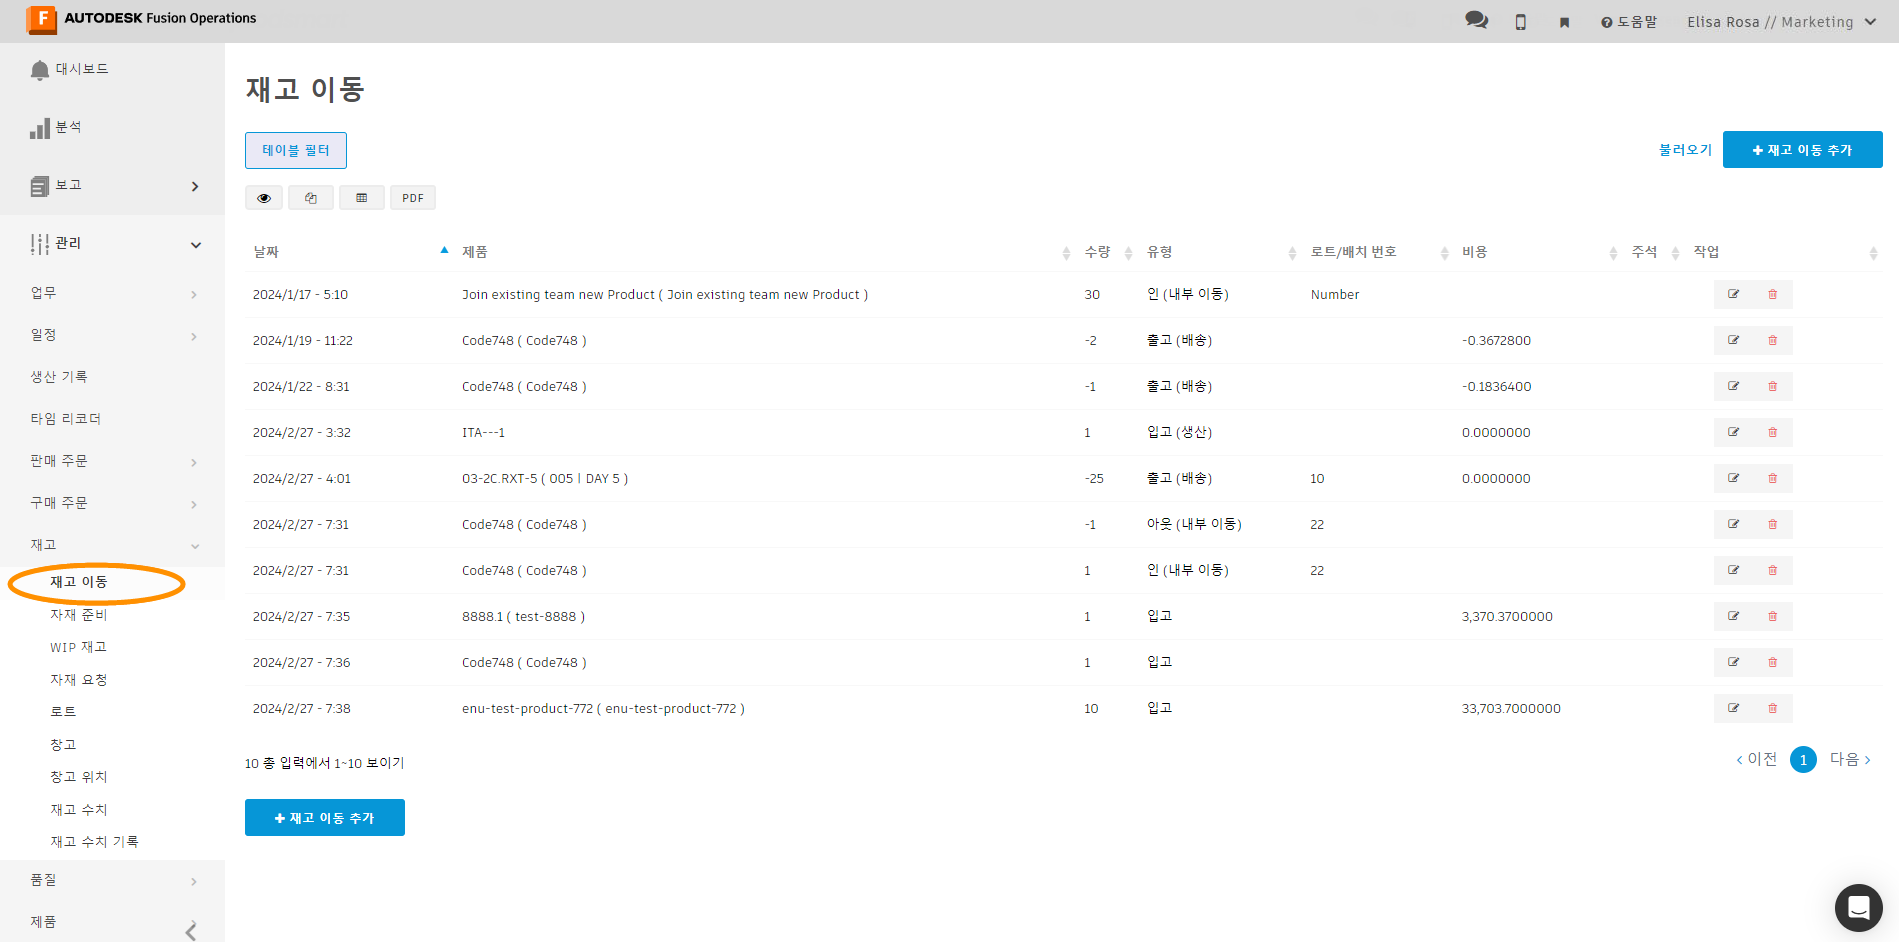 AUTODESK Fusion Operations
도움말
Elisa Rosa // Marketing
대시보드
분석
보고
관리
업무
일정
생산 기록
타임 리코더
판매 주문
구매 주문
재고
재고 이동
자재 준비
WIP 재고
자재 요청
로트
창고
창고 위치
재고 수치
재고 수치 기록
품질
제품
재고 이동
테이블 필터
불러오기
재고 이동 추가
PDF
날짜 제품 수량 유형 로트/배치 번호 비용 주석 작업
2024/1/17 - 5:10 Join existing team new Product ( Join existing team new Product ) 30 인 (내부 이동) Number
2024/1/19 - 11:22 Code748 ( Code748 ) -2 출고 (배송) -0.3672800
2024/1/22 - 8:31 Code748 ( Code748 ) -1 출고 (배송) -0.1836400
2024/2/27 - 3:32 ITA---1 1 입고 (생산) 0.0000000
2024/2/27 - 4:01 03-2C.RXT-5 ( 005 | DAY 5 ) -25 출고 (배송) 10 0.0000000
2024/2/27 - 7:31 Code748 ( Code748 ) -1 아웃 (내부 이동) 22
2024/2/27 - 7:31 Code748 ( Code748 ) 1 인 (내부 이동) 22
2024/2/27 - 7:35 8888.1 ( test-8888 ) 1 입고 3,370.3700000
2024/2/27 - 7:36 Code748 ( Code748 ) 1 입고
2024/2/27 - 7:38 enu-test-product-772 ( enu-test-product-772 ) 10 입고 33,703.7000000
10 총 입력에서 1~10 보이기
이전 1 다음
재고 이동 추가